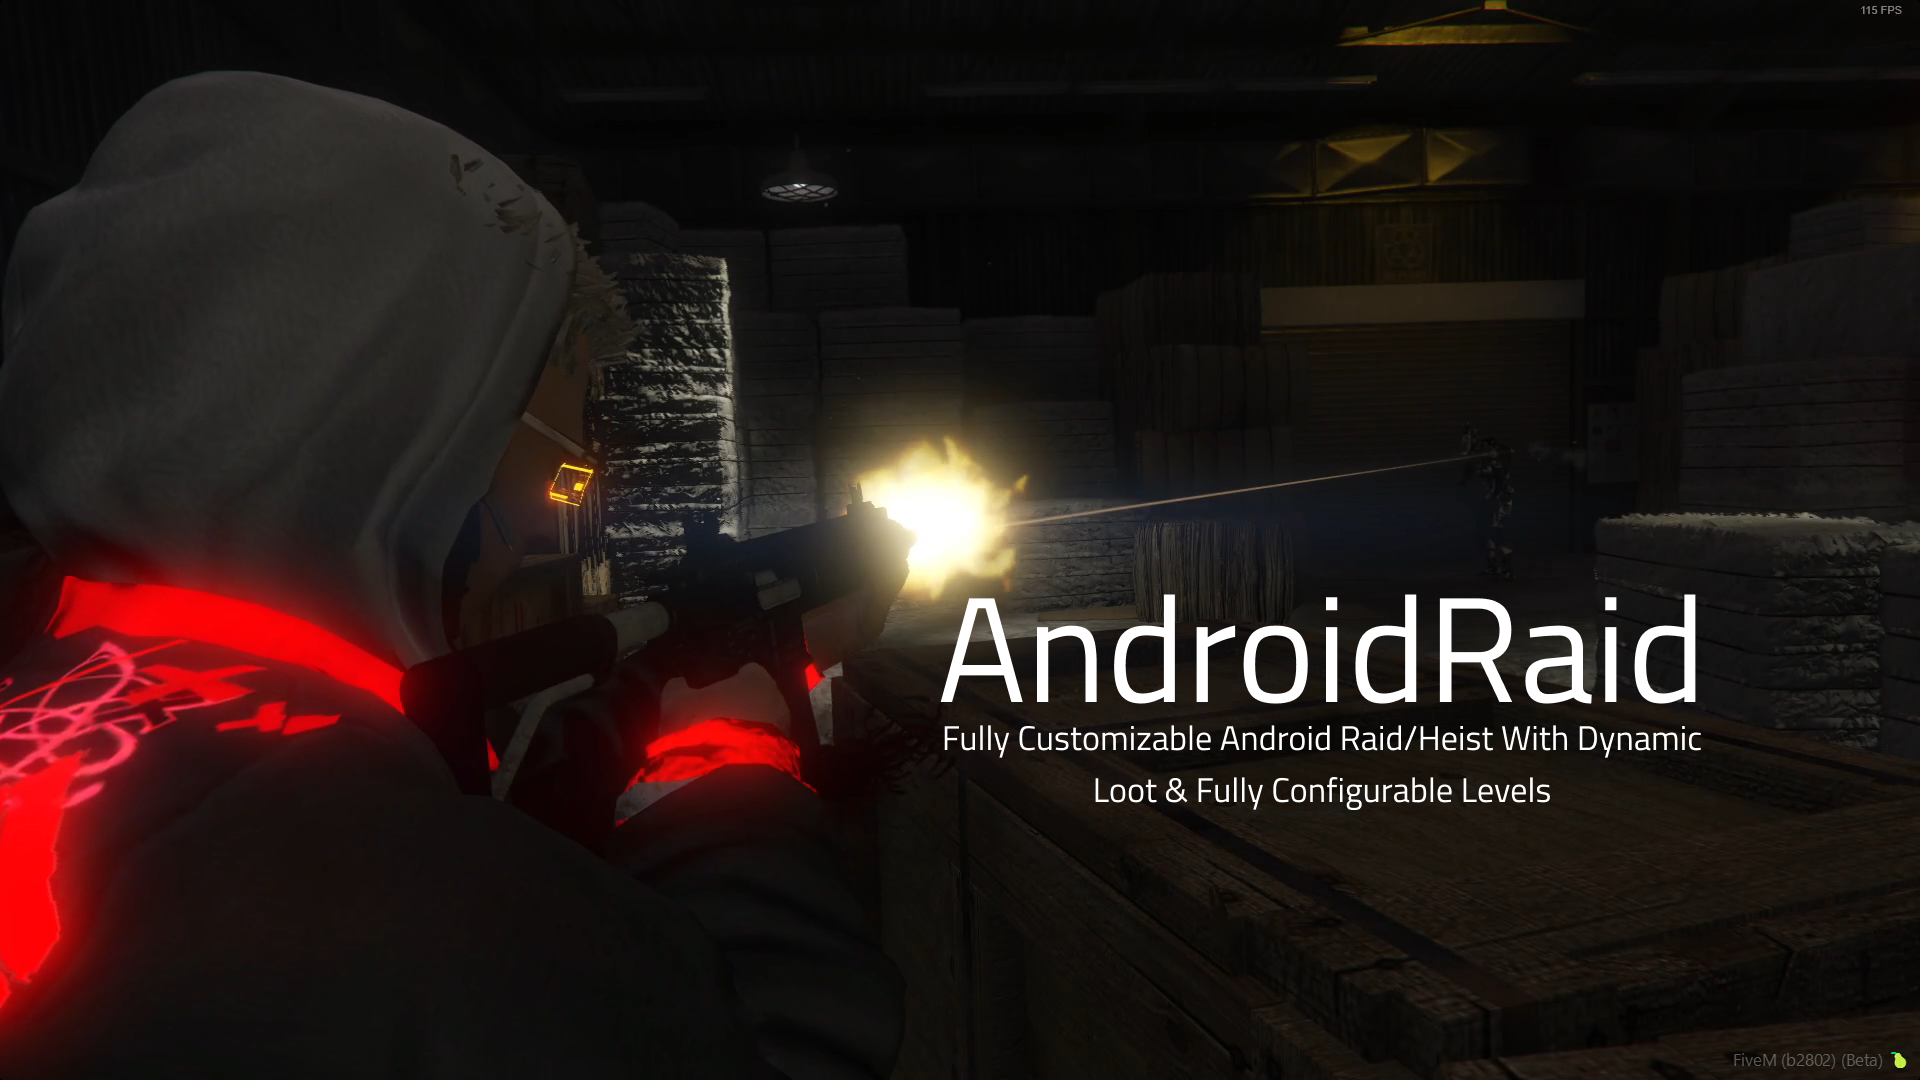 115 FPS
AndroidRaid
Fully Customizable Android Raid/Heist With Dynamic
Loot & Fully Configurable Levels
FiveM (b2802) (Beta)